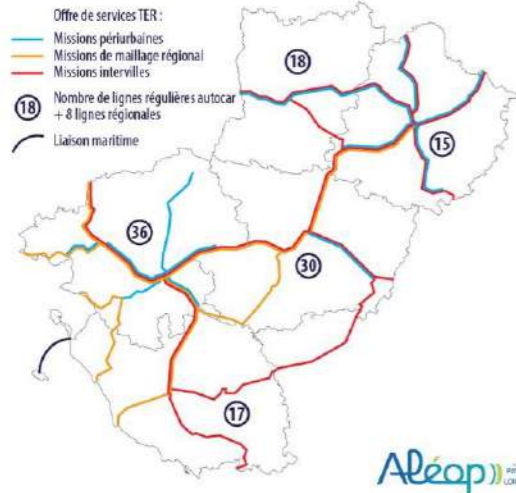 Offre de services TER :
Missions périurbaines
Missions de maillage régional
Missions intervilles
18 Nombre de lignes régulières autocar
+ 8 lignes régionales
Liaison maritime
18
15
36
30
17
Aléop